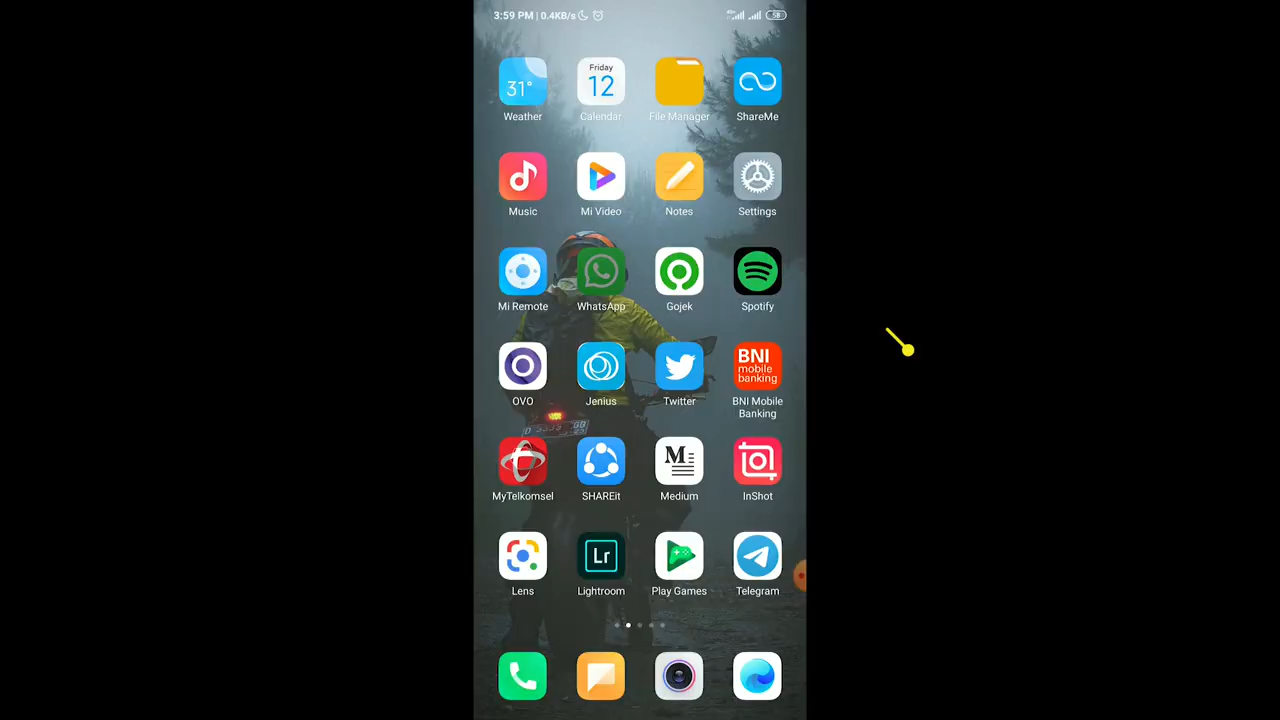 3:59 PM | 0.4KB/s
4G
58
31°
Friday
12
Weather
Calendar
File Manager
ShareMe
Music
Mi Video
Notes
Settings
Mi Remote
WhatsApp
Gojek
Spotify
BNI
mobile
banking
OVO
Jenius
Twitter
BNI Mobile
Banking
M
MyTelkomsel
SHAREit
Medium
InShot
Lr
Lens
Lightroom
Play Games
Telegram